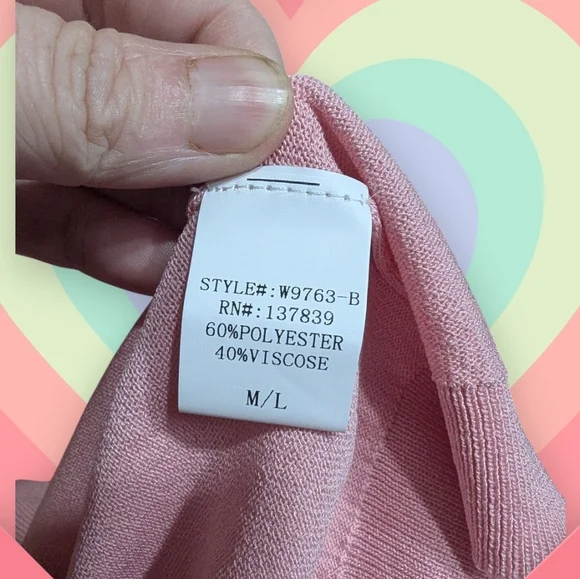 STYLE#:W9763-B
RN#:137839
60%POLYESTER
40%VISCOSE
M/L